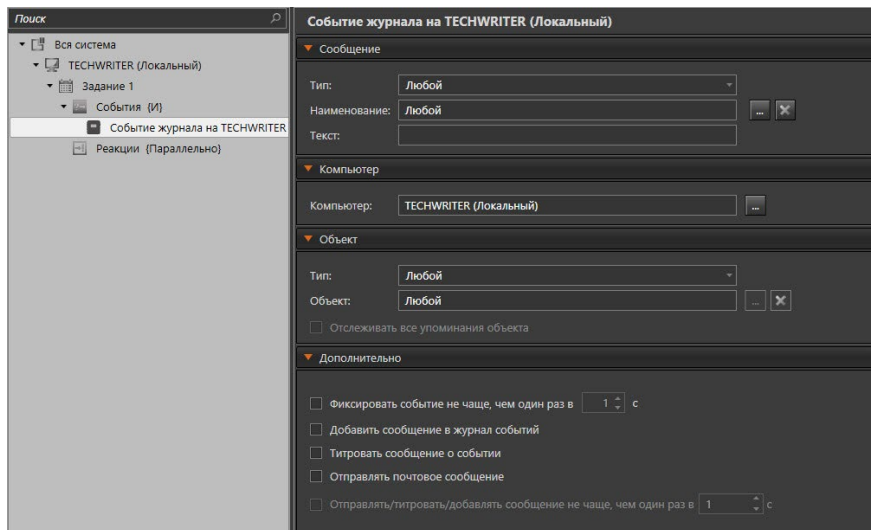 Поиск
Вся система
TECHWRITER (Локальный)
Задание 1
События {И}
Событие журнала на TECHWRITER
Реакции {Параллельно}
Событие журнала на TECHWRITER (Локальный)
Сообщение
Тип: Любой
Наименование: Любой ...
Текст:
Компьютер
Компьютер: TECHWRITER (Локальный) ...
Объект
Тип: Любой
Объект: Любой ...
Отслеживать все упоминания объекта
Дополнительно
Фиксировать событие не чаще, чем один раз в 1 с
Добавить сообщение в журнал событий
Титровать сообщение о событии
Отправлять почтовое сообщение
Отправлять/титровать/добавлять сообщение не чаще, чем один раз в 1 с